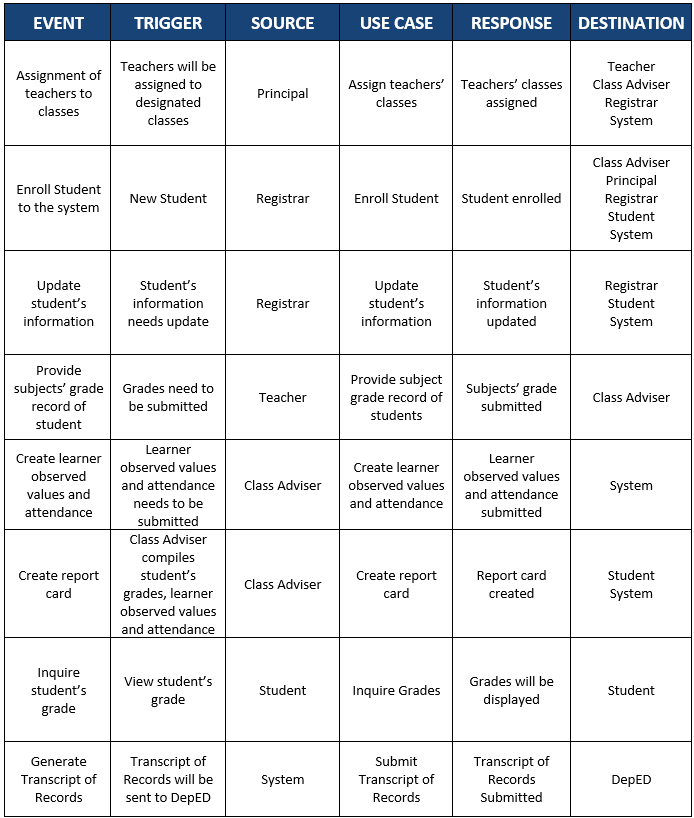 EVENT
TRIGGER
SOURCE
USE CASE
RESPONSE
DESTINATION
Assignment of
teachers to
classes
Teachers will be
assigned to
designated
classes
Principal
Assign teachers’
classes
Teachers’ classes
assigned
Teacher
Class Adviser
Registrar
System
Enroll Student
to the system
New Student
Registrar
Enroll Student
Student enrolled
Class Adviser
Principal
Registrar
Student
System
Update
student’s
information
Student’s
information
needs update
Registrar
Update
student’s
information
Student’s
information
updated
Registrar
Student
System
Provide
subjects’ grade
record of
student
Grades need to
be submitted
Teacher
Provide subject
grade record of
students
Subjects’ grade
submitted
Class Adviser
Create learner
observed
values and
attendance
Learner
observed values
and attendance
needs to be
submitted
Class Adviser
Create learner
observed values
and attendance
Learner
observed values
and attendance
submitted
System
Create report
card
Class Adviser
compiles
student’s
grades, learner
observed values
and attendance
Class Adviser
Create report
card
Report card
created
Student
System
Inquire
student’s
grade
View student’s
grade
Student
Inquire Grades
Grades will be
displayed
Student
Generate
Transcript of
Records
Transcript of
Records will be
sent to DepED
System
Submit
Transcript of
Records
Transcript of
Records
Submitted
DepED